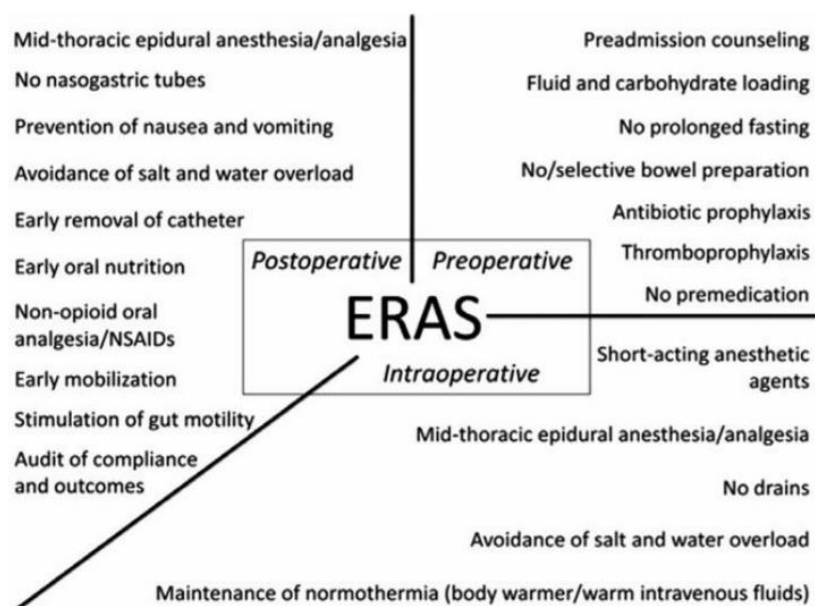 Mid-thoracic epidural anesthesia/analgesia
No nasogastric tubes
Prevention of nausea and vomiting
Avoidance of salt and water overload
Early removal of catheter
Early oral nutrition
Non-opioid oral
analgesia/NSAIDs
Early mobilization
Stimulation of gut motility
Audit of compliance
and outcomes
Preadmission counseling
Fluid and carbohydrate loading
No prolonged fasting
No/selective bowel preparation
Antibiotic prophylaxis
Thromboprophylaxis
No premedication
Postoperative
Preoperative
ERAS
Intraoperative
Short-acting anesthetic
agents
Mid-thoracic epidural anesthesia/analgesia
No drains
Avoidance of salt and water overload
Maintenance of normothermia (body warmer/warm intravenous fluids)